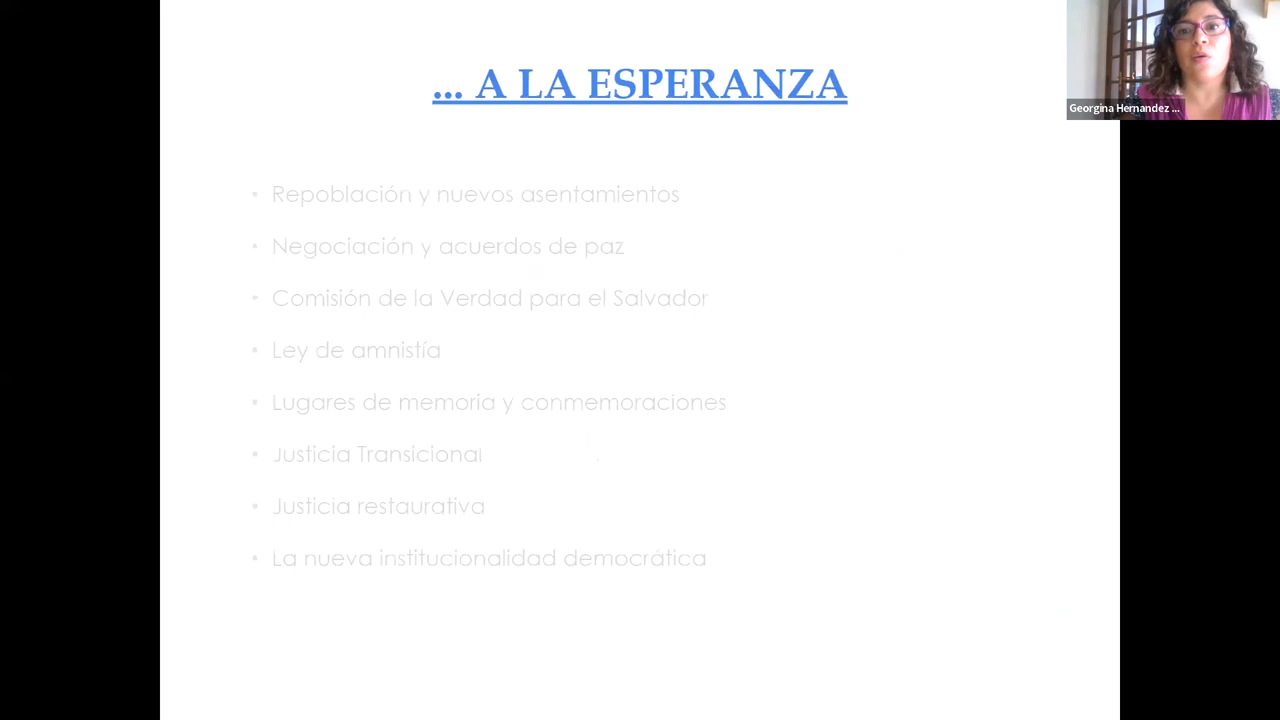 ... A LA ESPERANZA
Georgina Hernandez ...
• Repoblación y nuevos asentamientos
• Negociación y acuerdos de paz
• Comisión de la Verdad para el Salvador
• Ley de amnistía
• Lugares de memoria y conmemoraciones
• Justicia Transicional
• Justicia restaurativa
• La nueva institucionalidad democrática